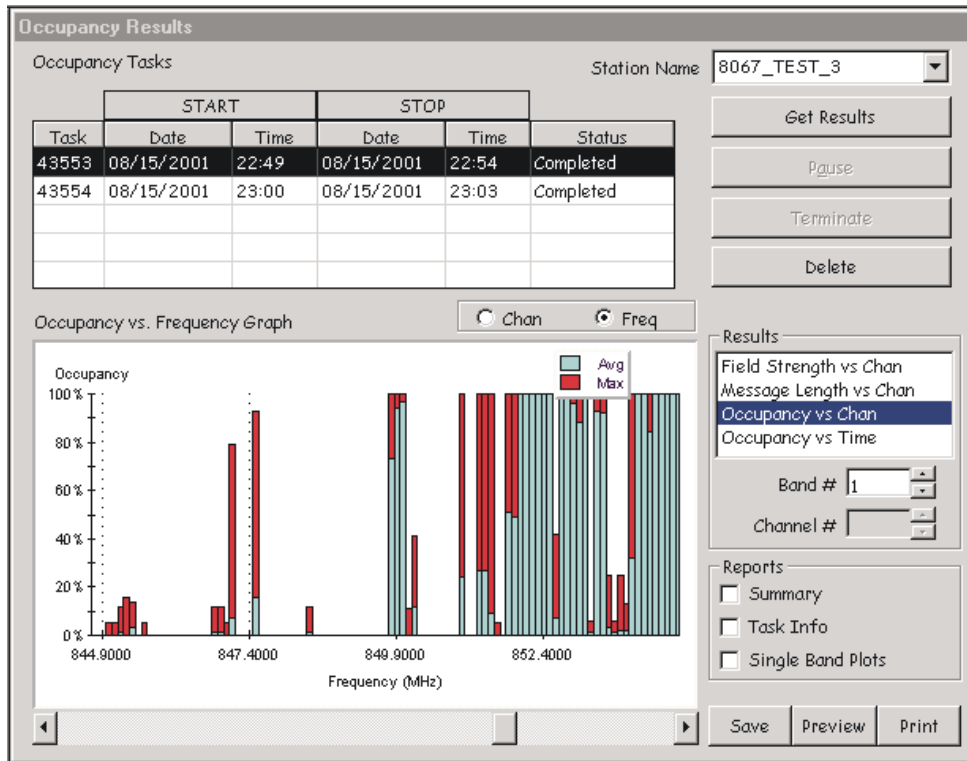 Occupancy Results
Occupancy Tasks
Station Name 8067_TEST_3
START STOP
Task Date Time Date Time Status
43553 08/15/2001 22:49 08/15/2001 22:54 Completed
43554 08/15/2001 23:00 08/15/2001 23:03 Completed
Get Results
Pause
Terminate
Delete
Occupancy vs. Frequency Graph
Chan Freq
Avg
Max
Occupancy
100%
80%
60%
40%
20%
0%
844.9000 847.4000 849.9000 852.4000
Frequency (MHz)
Results
Field Strength vs Chan
Message Length vs Chan
Occupancy vs Chan
Occupancy vs Time
Band # 1
Channel #
Reports
Summary
Task Info
Single Band Plots
Save Preview Print